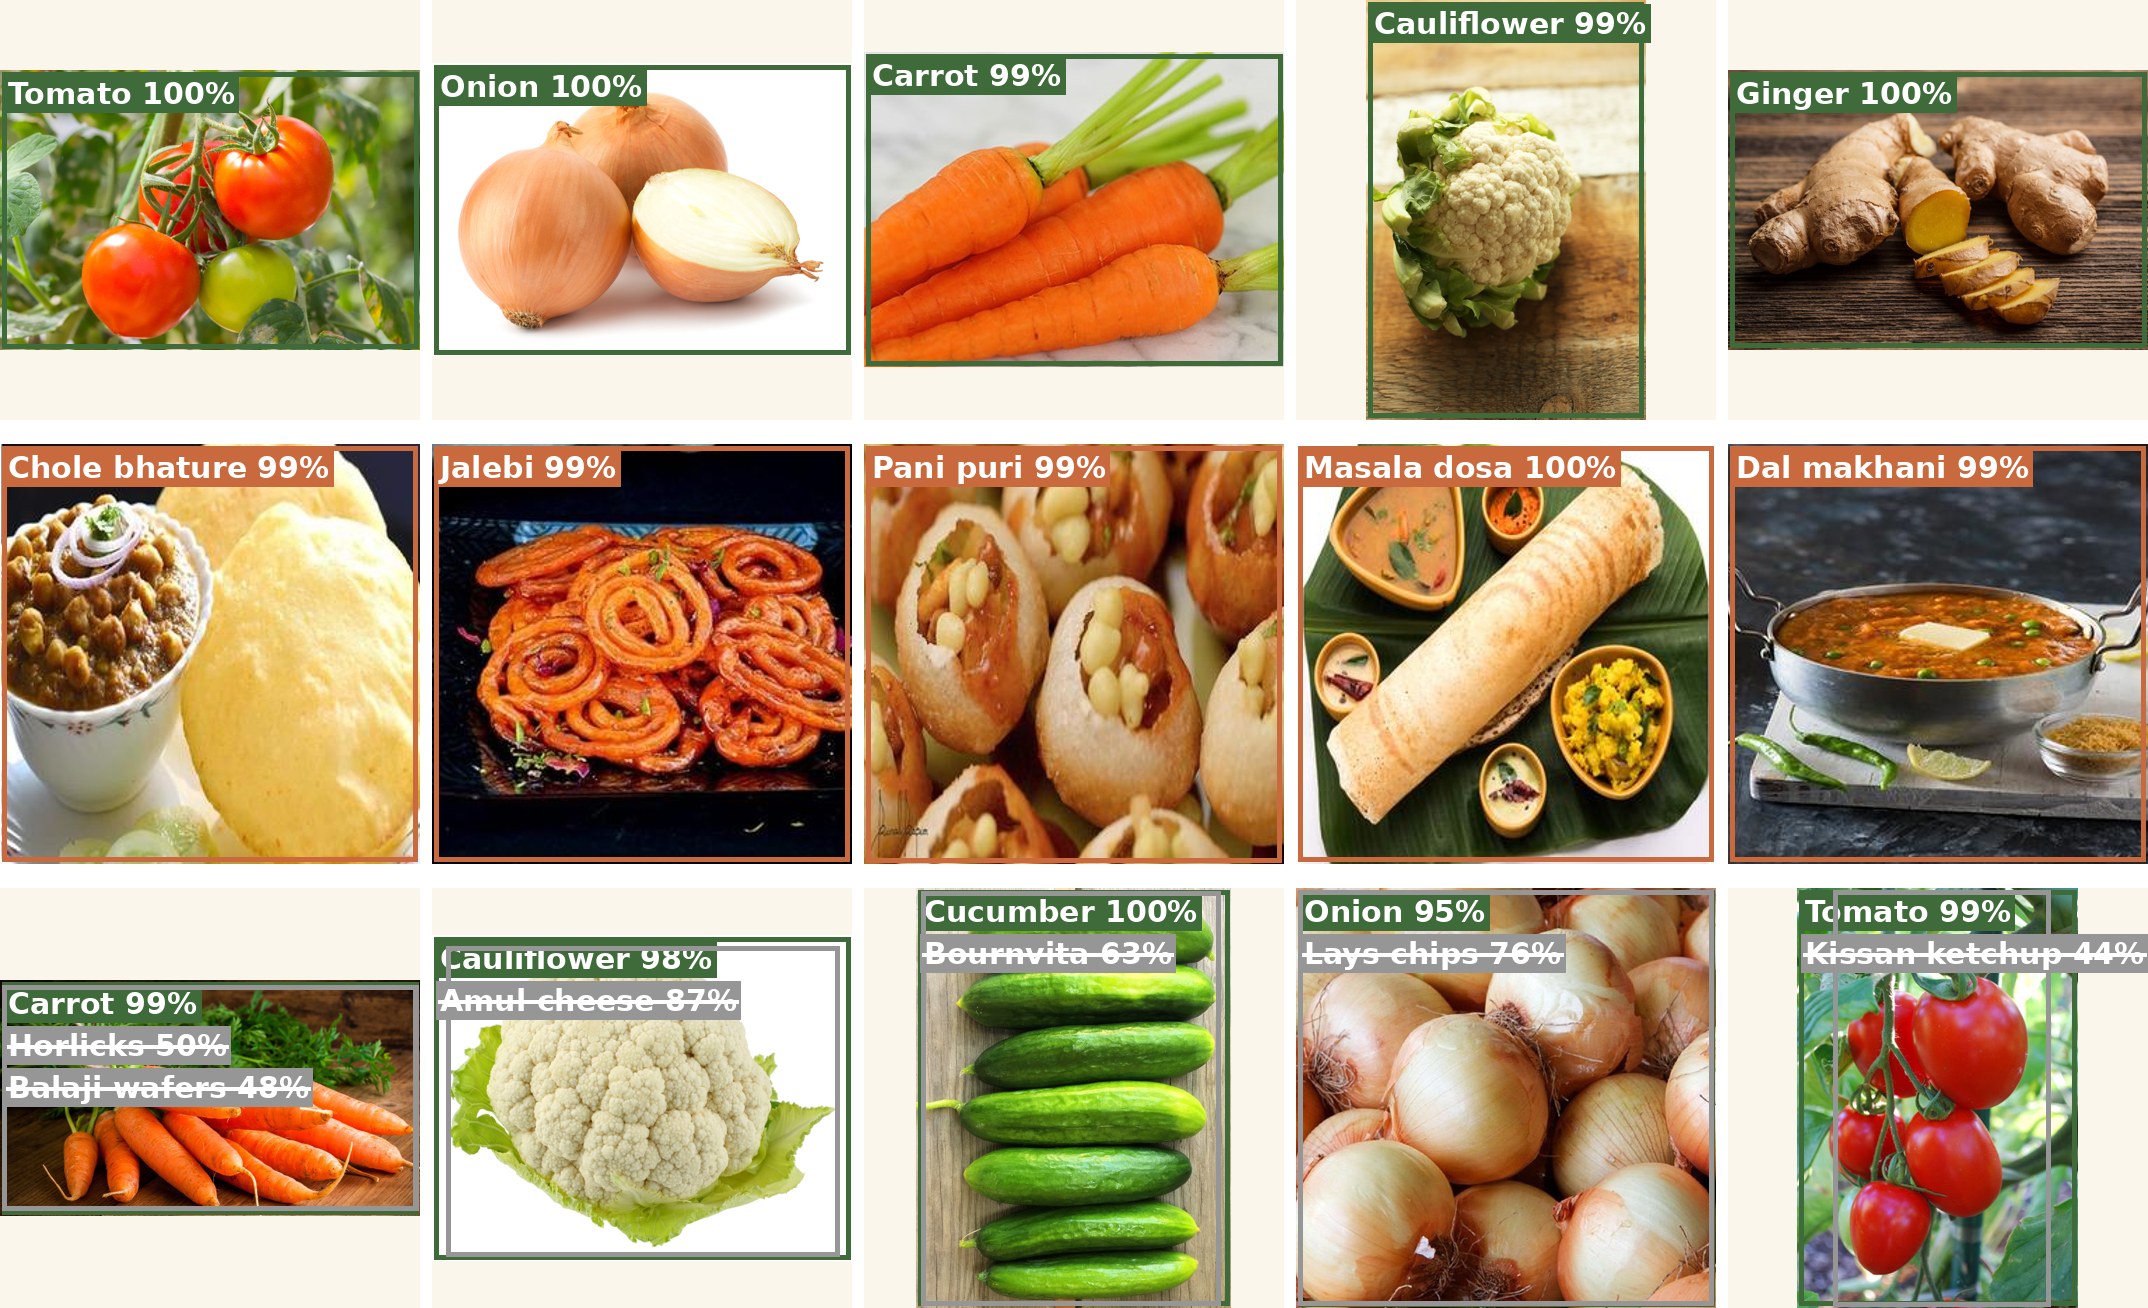 Tomato 100%
Onion 100%
Carrot 99%
Cauliflower 99%
Ginger 100%
Chole bhature 99%
Jalebi 99%
Pani puri 99%
Masala dosa 100%
Dal makhani 99%
Carrot 99%
Horlicks 50%
Balaji wafers 48%
Cauliflower 98%
Amul cheese 87%
Cucumber 100%
Bournvita 63%
Onion 95%
Lays chips 76%
Tomato 99%
Kissan ketchup 44%